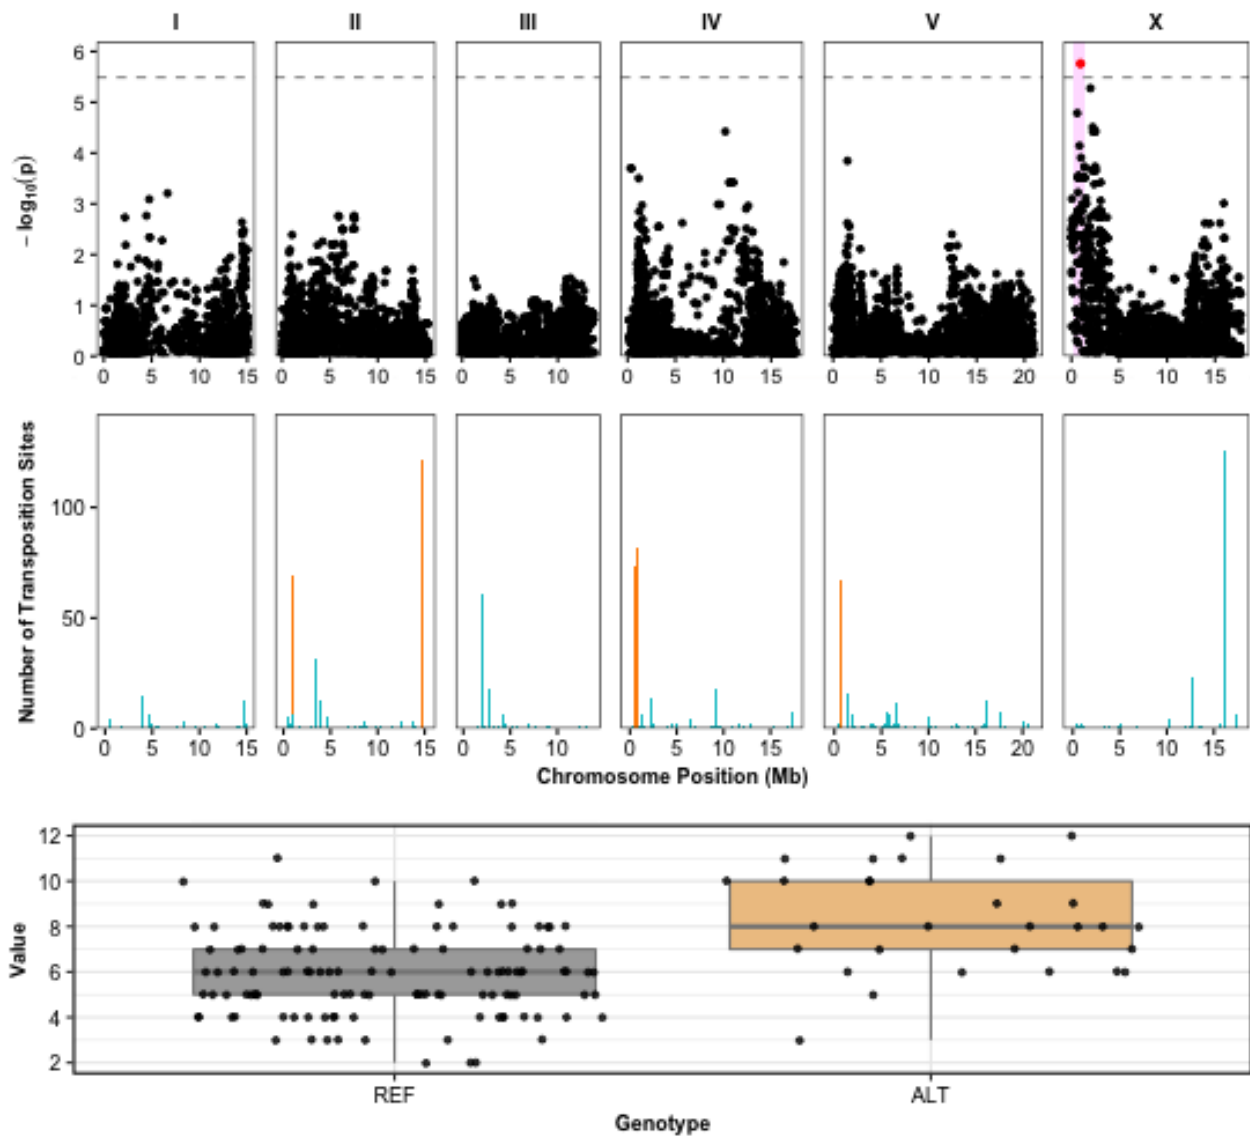 I II III IV V X
6
5
4
3
2
1
0
− log10(p)
0 5 10 15 0 5 10 15 0 5 10 0 5 10 15 0 5 10 15 20 0 5 10 15
Number of Transposition Sites
100
50
0
0 5 10 15 0 5 10 15 0 5 10 0 5 10 15 0 5 10 15 20 0 5 10 15
Chromosome Position (Mb)
Value
12
10
8
6
4
2
REF ALT
Genotype